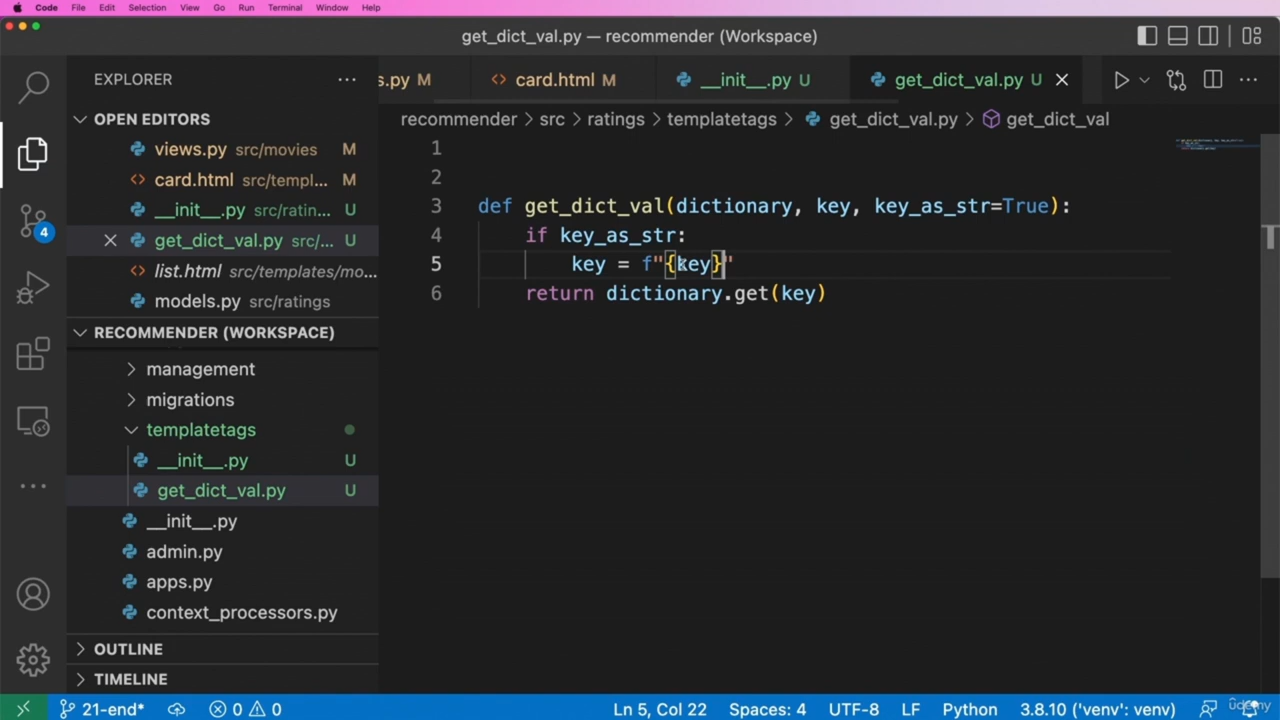 Code File Edit Selection View Go Run Terminal Window Help
get_dict_val.py — recommender (Workspace)
EXPLORER
s.py M card.html M __init__.py U get_dict_val.py U
OPEN EDITORS
recommender > src > ratings > templatetags > get_dict_val.py > get_dict_val
views.py src/movies M
card.html src/templ... M
__init__.py src/ratin... U
get_dict_val.py src/... U
list.html src/templates/mo...
models.py src/ratings
1
2
3 def get_dict_val(dictionary, key, key_as_str=True):
4 if key_as_str:
5 key = f"{key}"
6 return dictionary.get(key)
RECOMMENDER (WORKSPACE)
management
migrations
templatetags
__init__.py U
get_dict_val.py U
__init__.py
admin.py
apps.py
context_processors.py
OUTLINE
TIMELINE
4
21-end* 0 0 Ln 5, Col 22 Spaces: 4 UTF-8 LF Python 3.8.10 ('venv': venv)
udemy